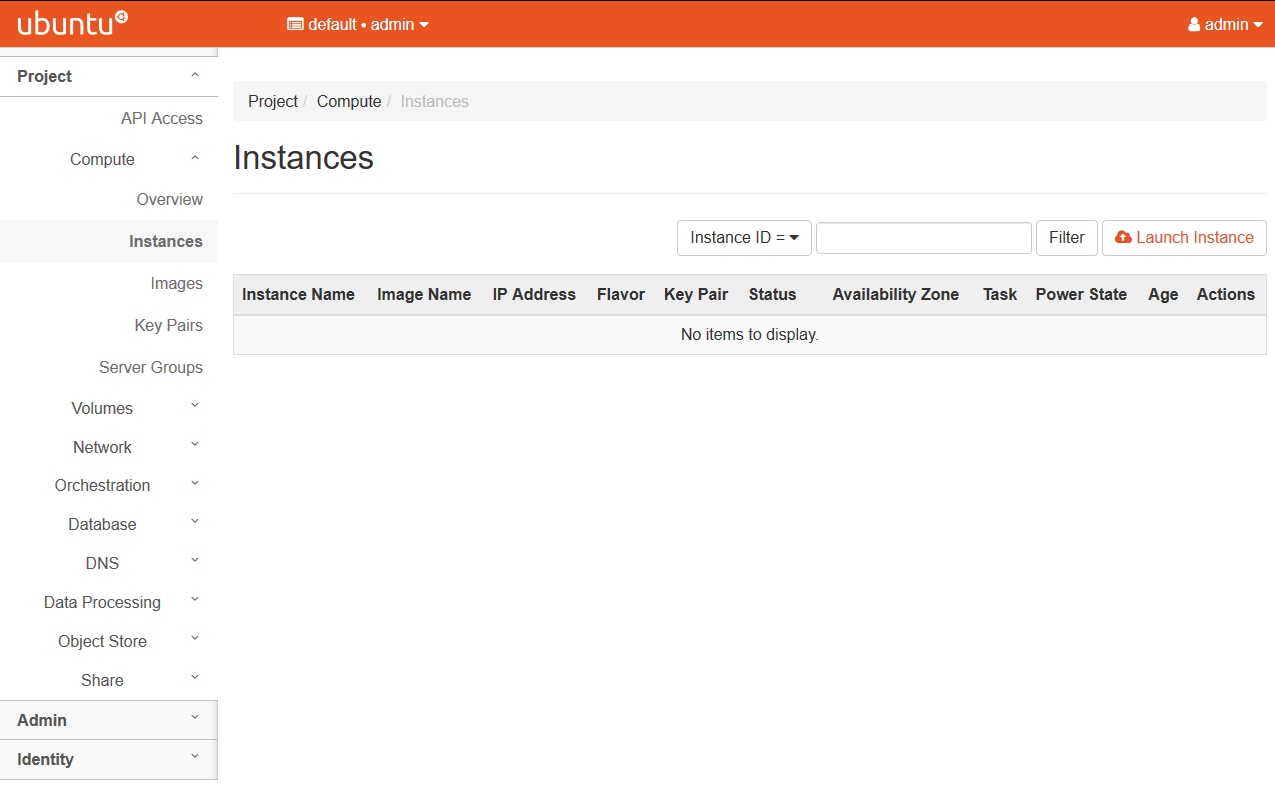 ubuntu
default • admin
admin
Project
API Access
Compute
Overview
Instances
Images
Key Pairs
Server Groups
Volumes
Network
Orchestration
Database
DNS
Data Processing
Object Store
Share
Admin
Identity
Project / Compute / Instances
Instances
Instance ID = Filter Launch Instance
Instance Name Image Name IP Address Flavor Key Pair Status Availability Zone Task Power State Age Actions
No items to display.